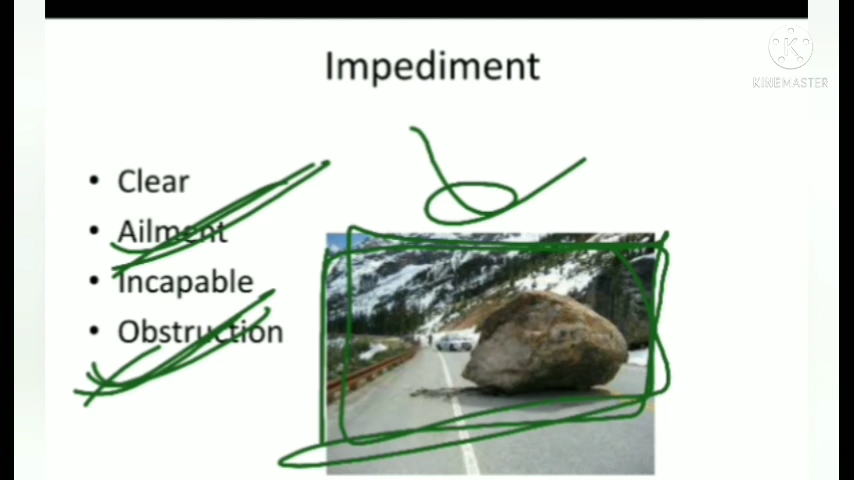 Impediment
KINEMASTER
• Clear
• Ailment
• Incapable
• Obstruction